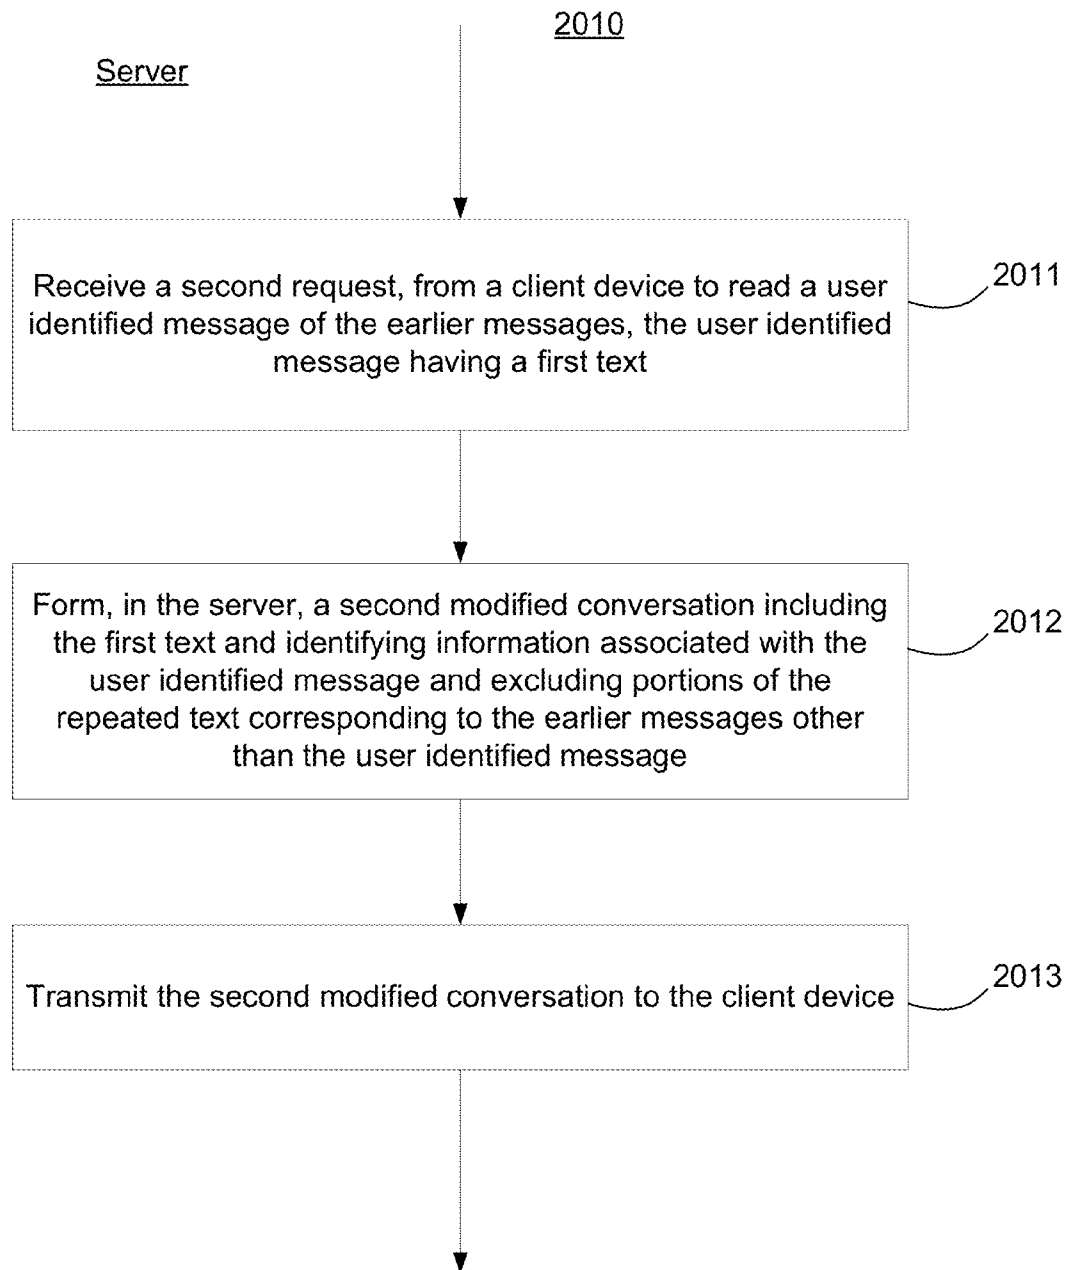 2010
Server
Receive a second request, from a client device to read a user
identified message of the earlier messages, the user identified
message having a first text
2011
Form, in the server, a second modified conversation including
the first text and identifying information associated with the
user identified message and excluding portions of the
repeated text corresponding to the earlier messages other
than the user identified message
2012
Transmit the second modified conversation to the client device
2013